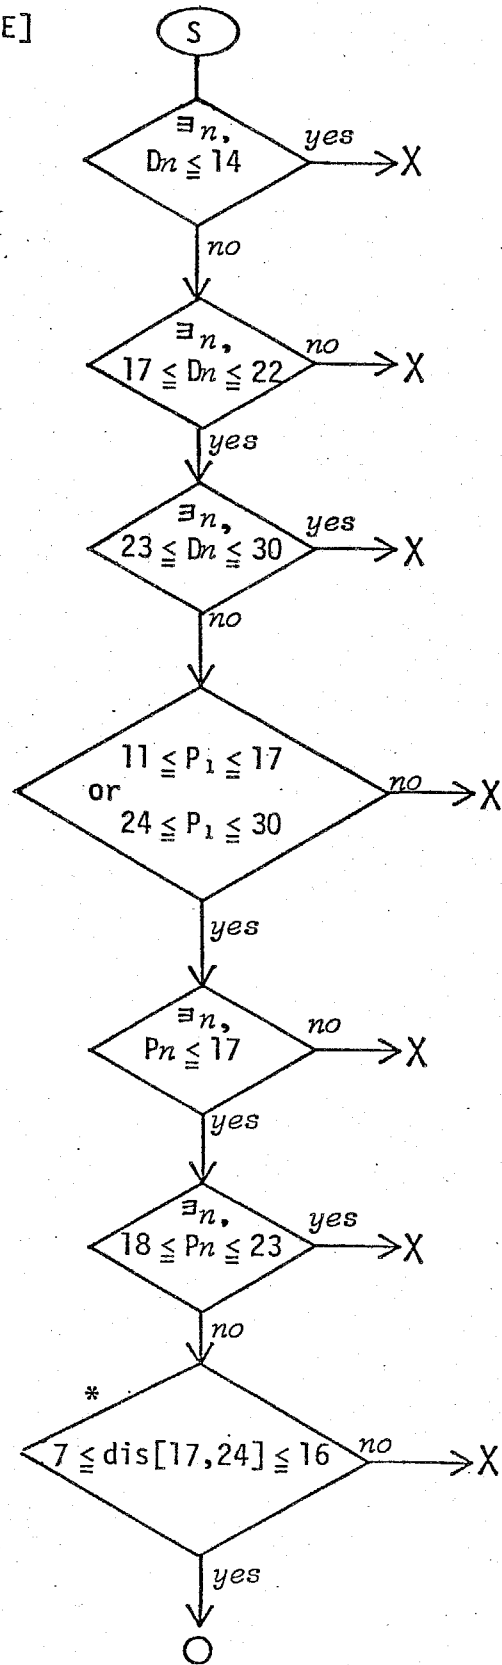 E]
S
∃n,
Dn ≦ 14
yes
X
no
∃n,
17 ≦ Dn ≦ 22
no
X
yes
∃n,
23 ≦ Dn ≦ 30
yes
X
no
11 ≦ P₁ ≦ 17
or
24 ≦ P₁ ≦ 30
no
X
yes
∃n,
Pn ≦ 17
no
X
yes
∃n,
18 ≦ Pn ≦ 23
yes
X
no
*
7 ≦ dis[17,24] ≦ 16
no
X
yes
O